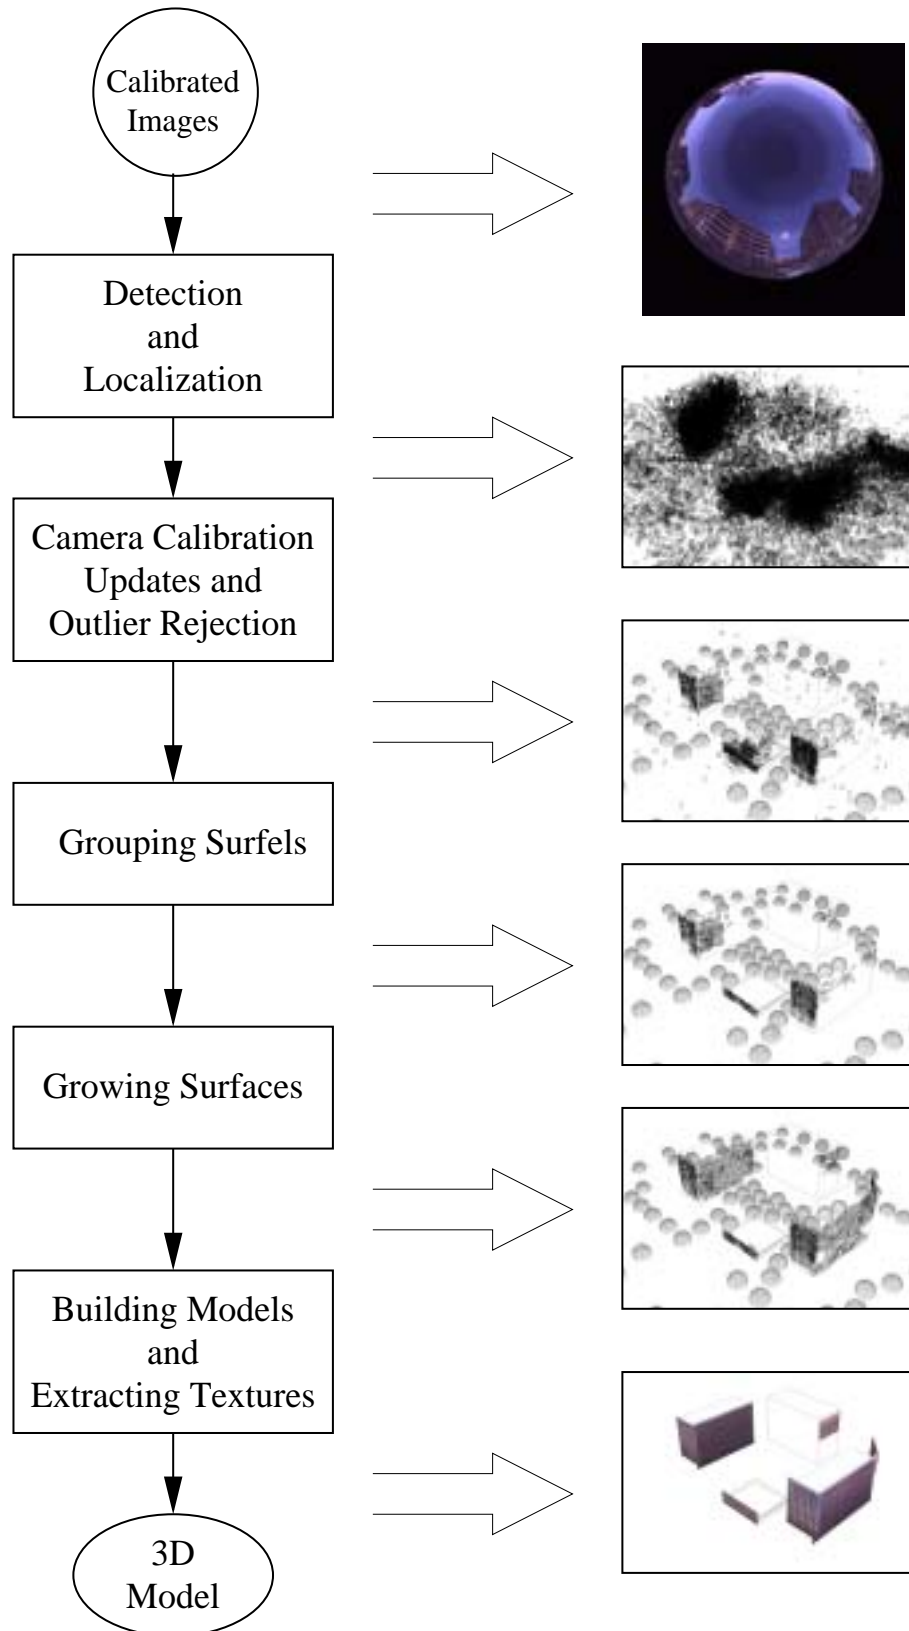 Calibrated
Images
Detection
and
Localization
Camera Calibration
Updates and
Outlier Rejection
Grouping Surfels
Growing Surfaces
Building Models
and
Extracting Textures
3D
Model